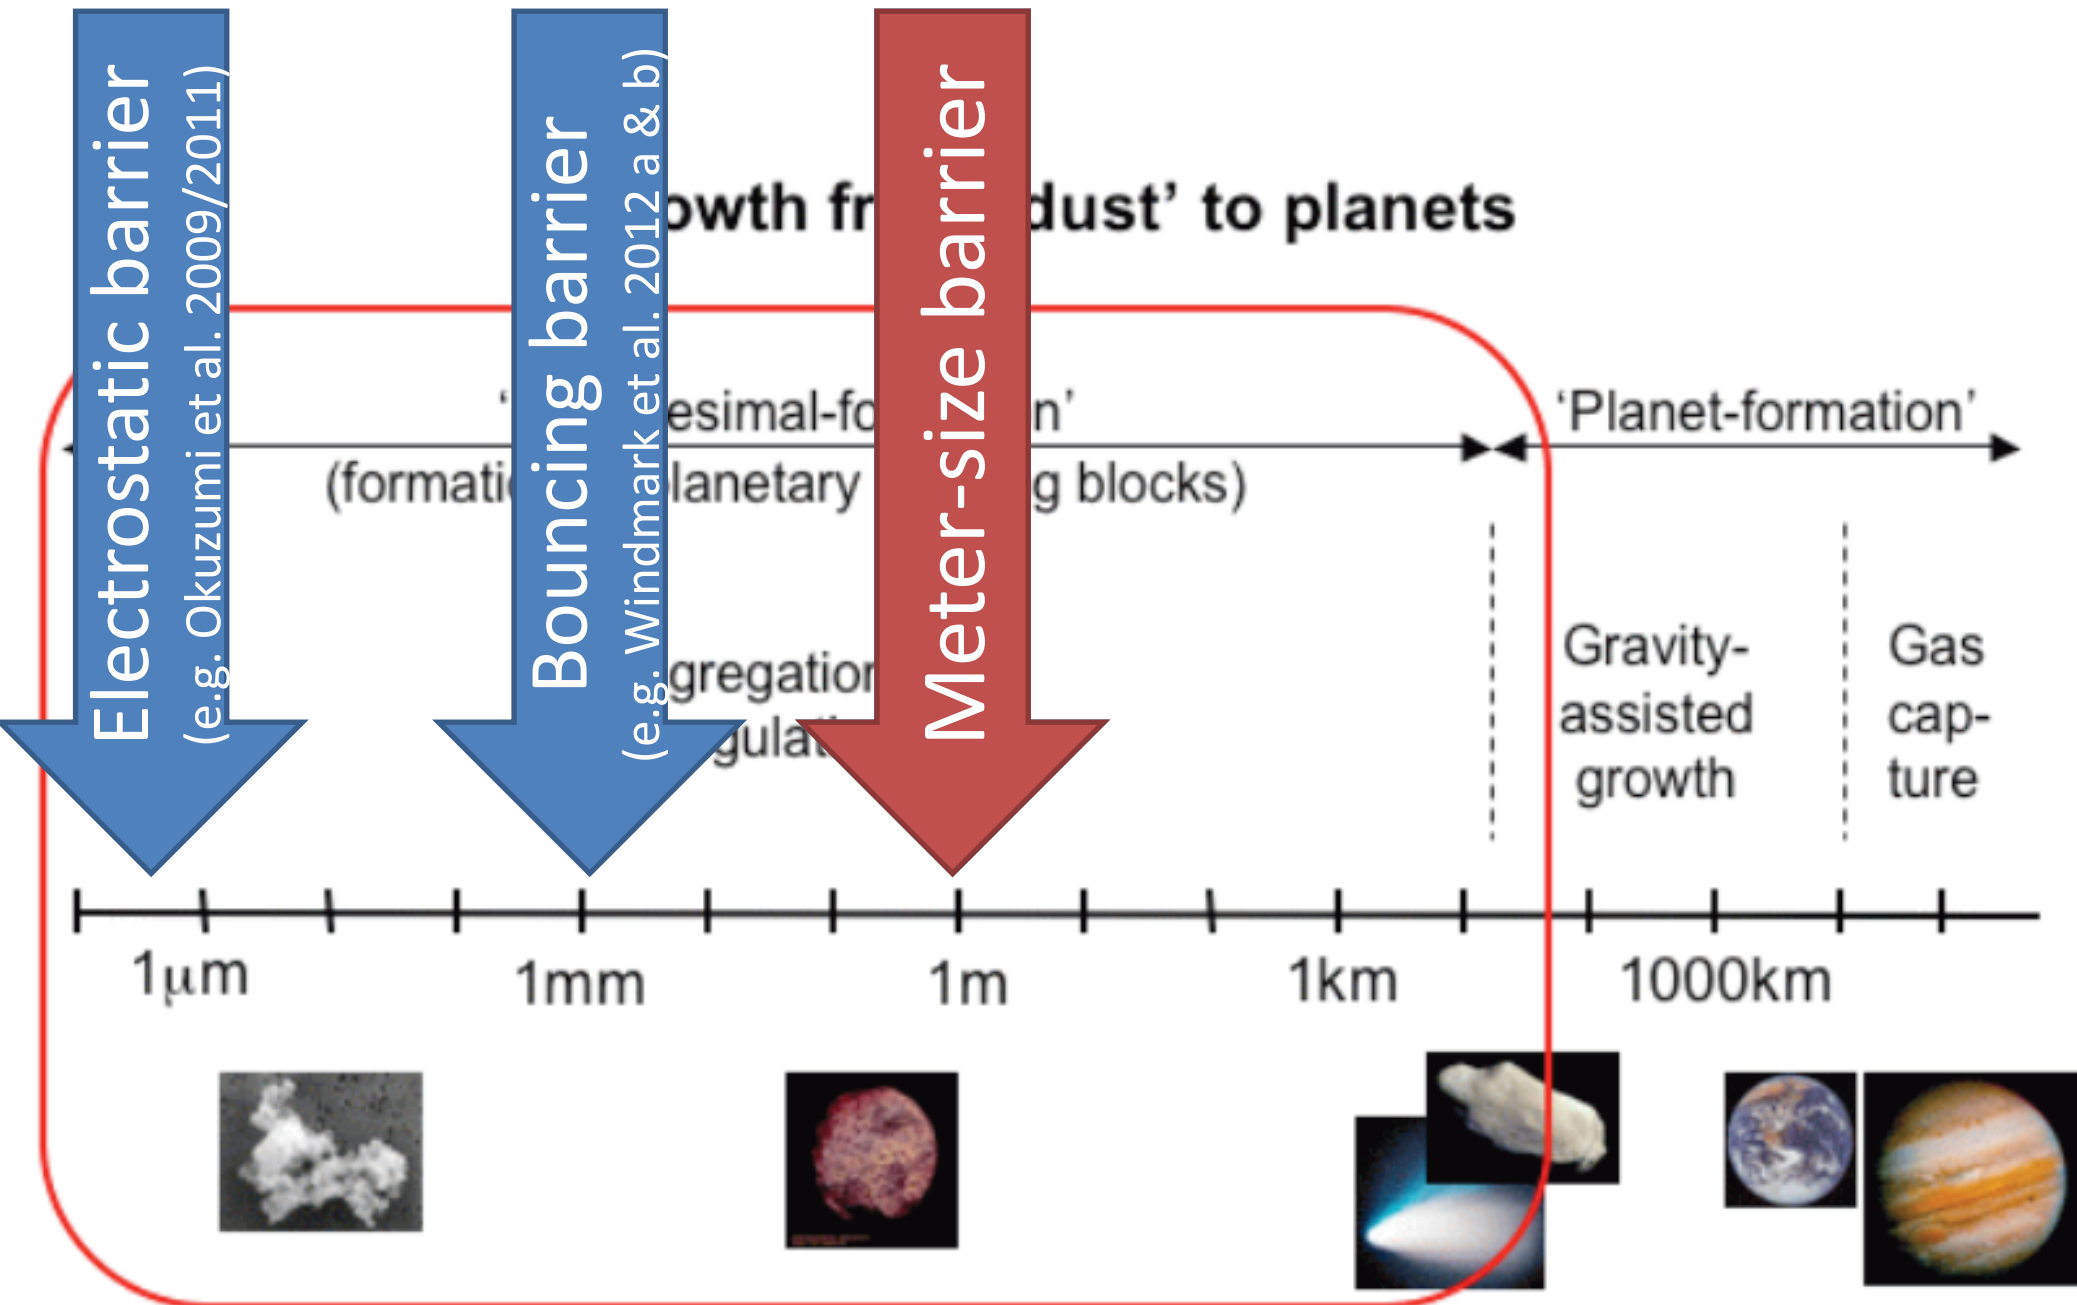 Electrostatic barrier
(e.g. Okuzumi et al. 2009/2011)
Bouncing barrier
(e.g. Windmark et al. 2012 a & b)
Meter-size barrier
owth fr dust’ to planets
‘ esimal-fo n’
‘Planet-formation’
(formati lanetary g blocks)
gregation
gulat
Gravity-
assisted
growth
Gas
cap-
ture
1μm 1mm 1m 1km 1000km